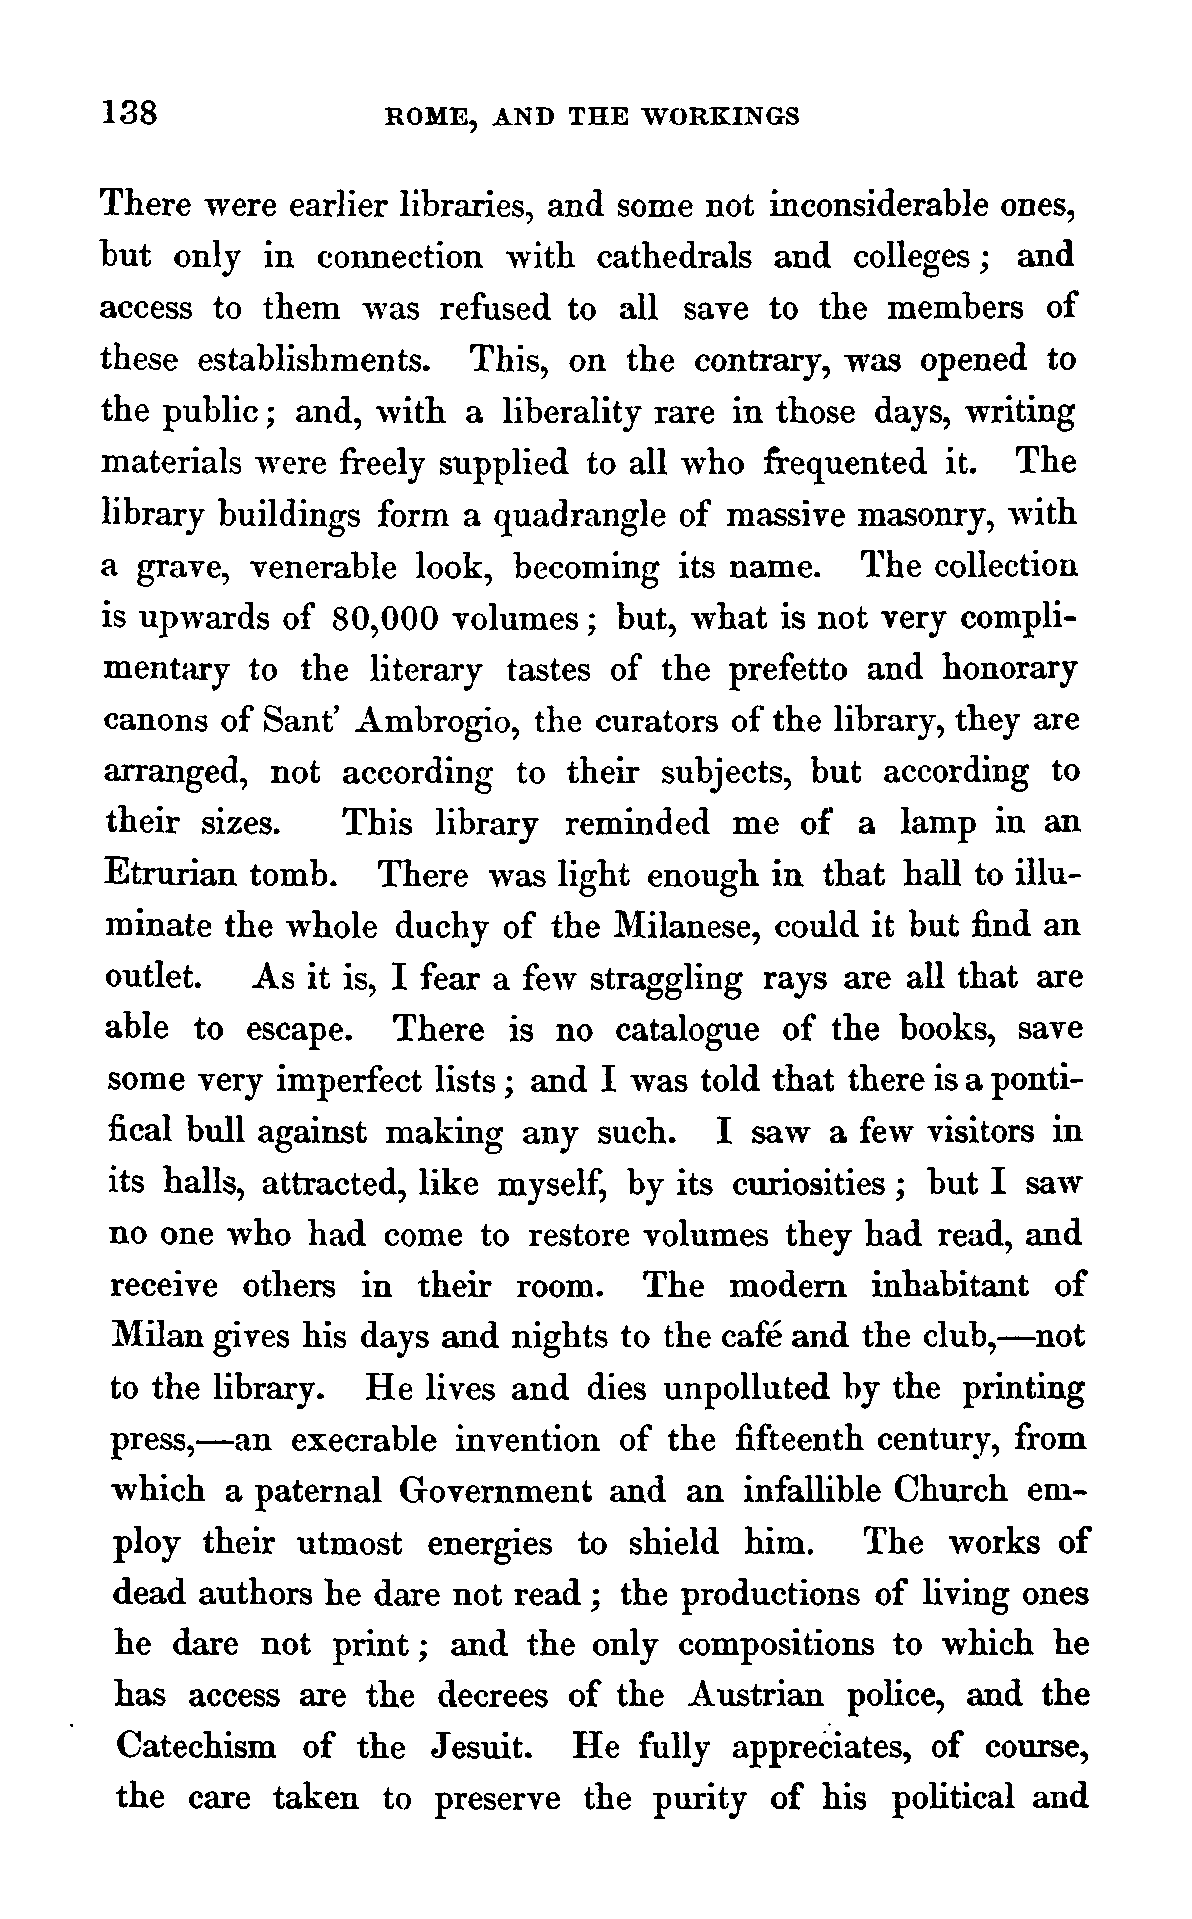 138 ROME, AND THE WORKINGS
There were earlier libraries, and some not inconsiderable ones,
but only in connection with cathedrals and colleges; and
access to them was refused to all save to the members of
these establishments. This, on the contrary, was opened to
the public; and, with a liberality rare in those days, writing
materials were freely supplied to all who frequented it. The
library buildings form a quadrangle of massive masonry, with
a grave, venerable look, becoming its name. The collection
is upwards of 80,000 volumes; but, what is not very compli-
mentary to the literary tastes of the prefetto and honorary
canons of Sant' Ambrogio, the curators of the library, they are
arranged, not according to their subjects, but according to
their sizes. This library reminded me of a lamp in an
Etrurian tomb. There was light enough in that hall to illu-
minate the whole duchy of the Milanese, could it but find an
outlet. As it is, I fear a few straggling rays are all that are
able to escape. There is no catalogue of the books, save
some very imperfect lists; and I was told that there is a ponti-
fical bull against making any such. I saw a few visitors in
its halls, attracted, like myself, by its curiosities; but I saw
no one who had come to restore volumes they had read, and
receive others in their room. The modern inhabitant of
Milan gives his days and nights to the café and the club,—not
to the library. He lives and dies unpolluted by the printing
press,—an execrable invention of the fifteenth century, from
which a paternal Government and an infallible Church em-
ploy their utmost energies to shield him. The works of
dead authors he dare not read; the productions of living ones
he dare not print; and the only compositions to which he
has access are the decrees of the Austrian police, and the
Catechism of the Jesuit. He fully appreciates, of course,
the care taken to preserve the purity of his political and